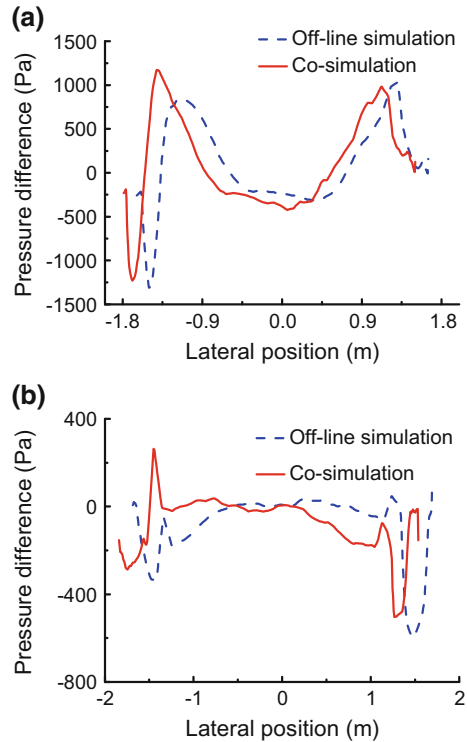 (a)
1500
1000
500
0
-500
-1000
-1500
Pressure difference (Pa)
Off-line simulation
Co-simulation
-1.8 -0.9 0.0 0.9 1.8
Lateral position (m)
(b)
400
0
-400
-800
Pressure difference (Pa)
Off-line simulation
Co-simulation
-2 -1 0 1 2
Lateral position (m)